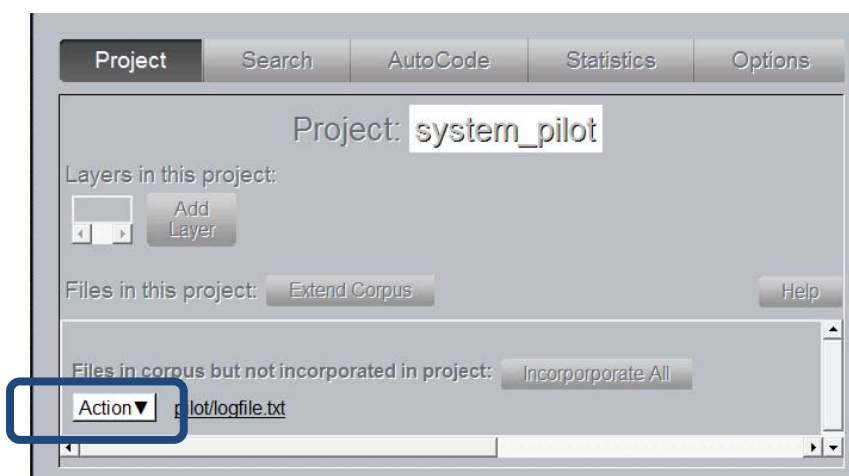 Project Search AutoCode Statistics Options
Project: system_pilot
Layers in this project:
Add
Layer
Files in this project: Extend Corpus Help
Files in corpus but not incorporated in project: Incorporporate All
Action▼ pilot/logfile.txt